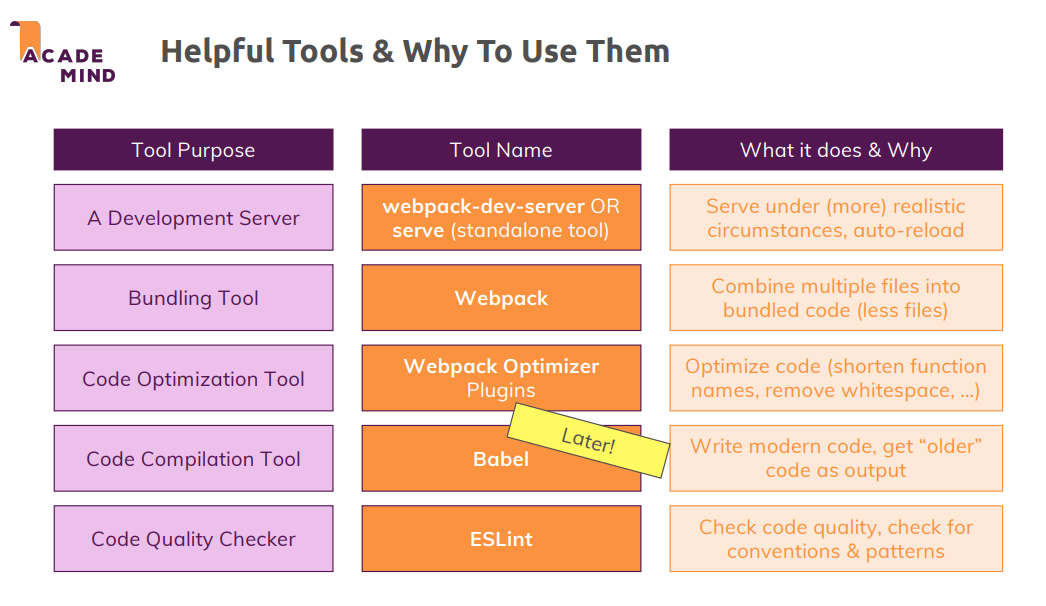 ACADE
MIND
Helpful Tools & Why To Use Them
Tool Purpose
Tool Name
What it does & Why
A Development Server
webpack-dev-server OR
serve (standalone tool)
Serve under (more) realistic
circumstances, auto-reload
Bundling Tool
Webpack
Combine multiple files into
bundled code (less files)
Code Optimization Tool
Webpack Optimizer
Plugins
Optimize code (shorten function
names, remove whitespace, …)
Later!
Code Compilation Tool
Babel
Write modern code, get “older”
code as output
Code Quality Checker
ESLint
Check code quality, check for
conventions & patterns